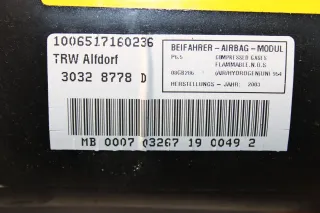 1006517160236
TRW Alfdorf
3032 8778 D
BEIFAHRER-AIRBAG-MODUL
COMPRESSED GASES
FLAMMABLE, N.O.S
HERSTELLUNGS-JAHR: 2003
MB 0007 03267 19 0049 2